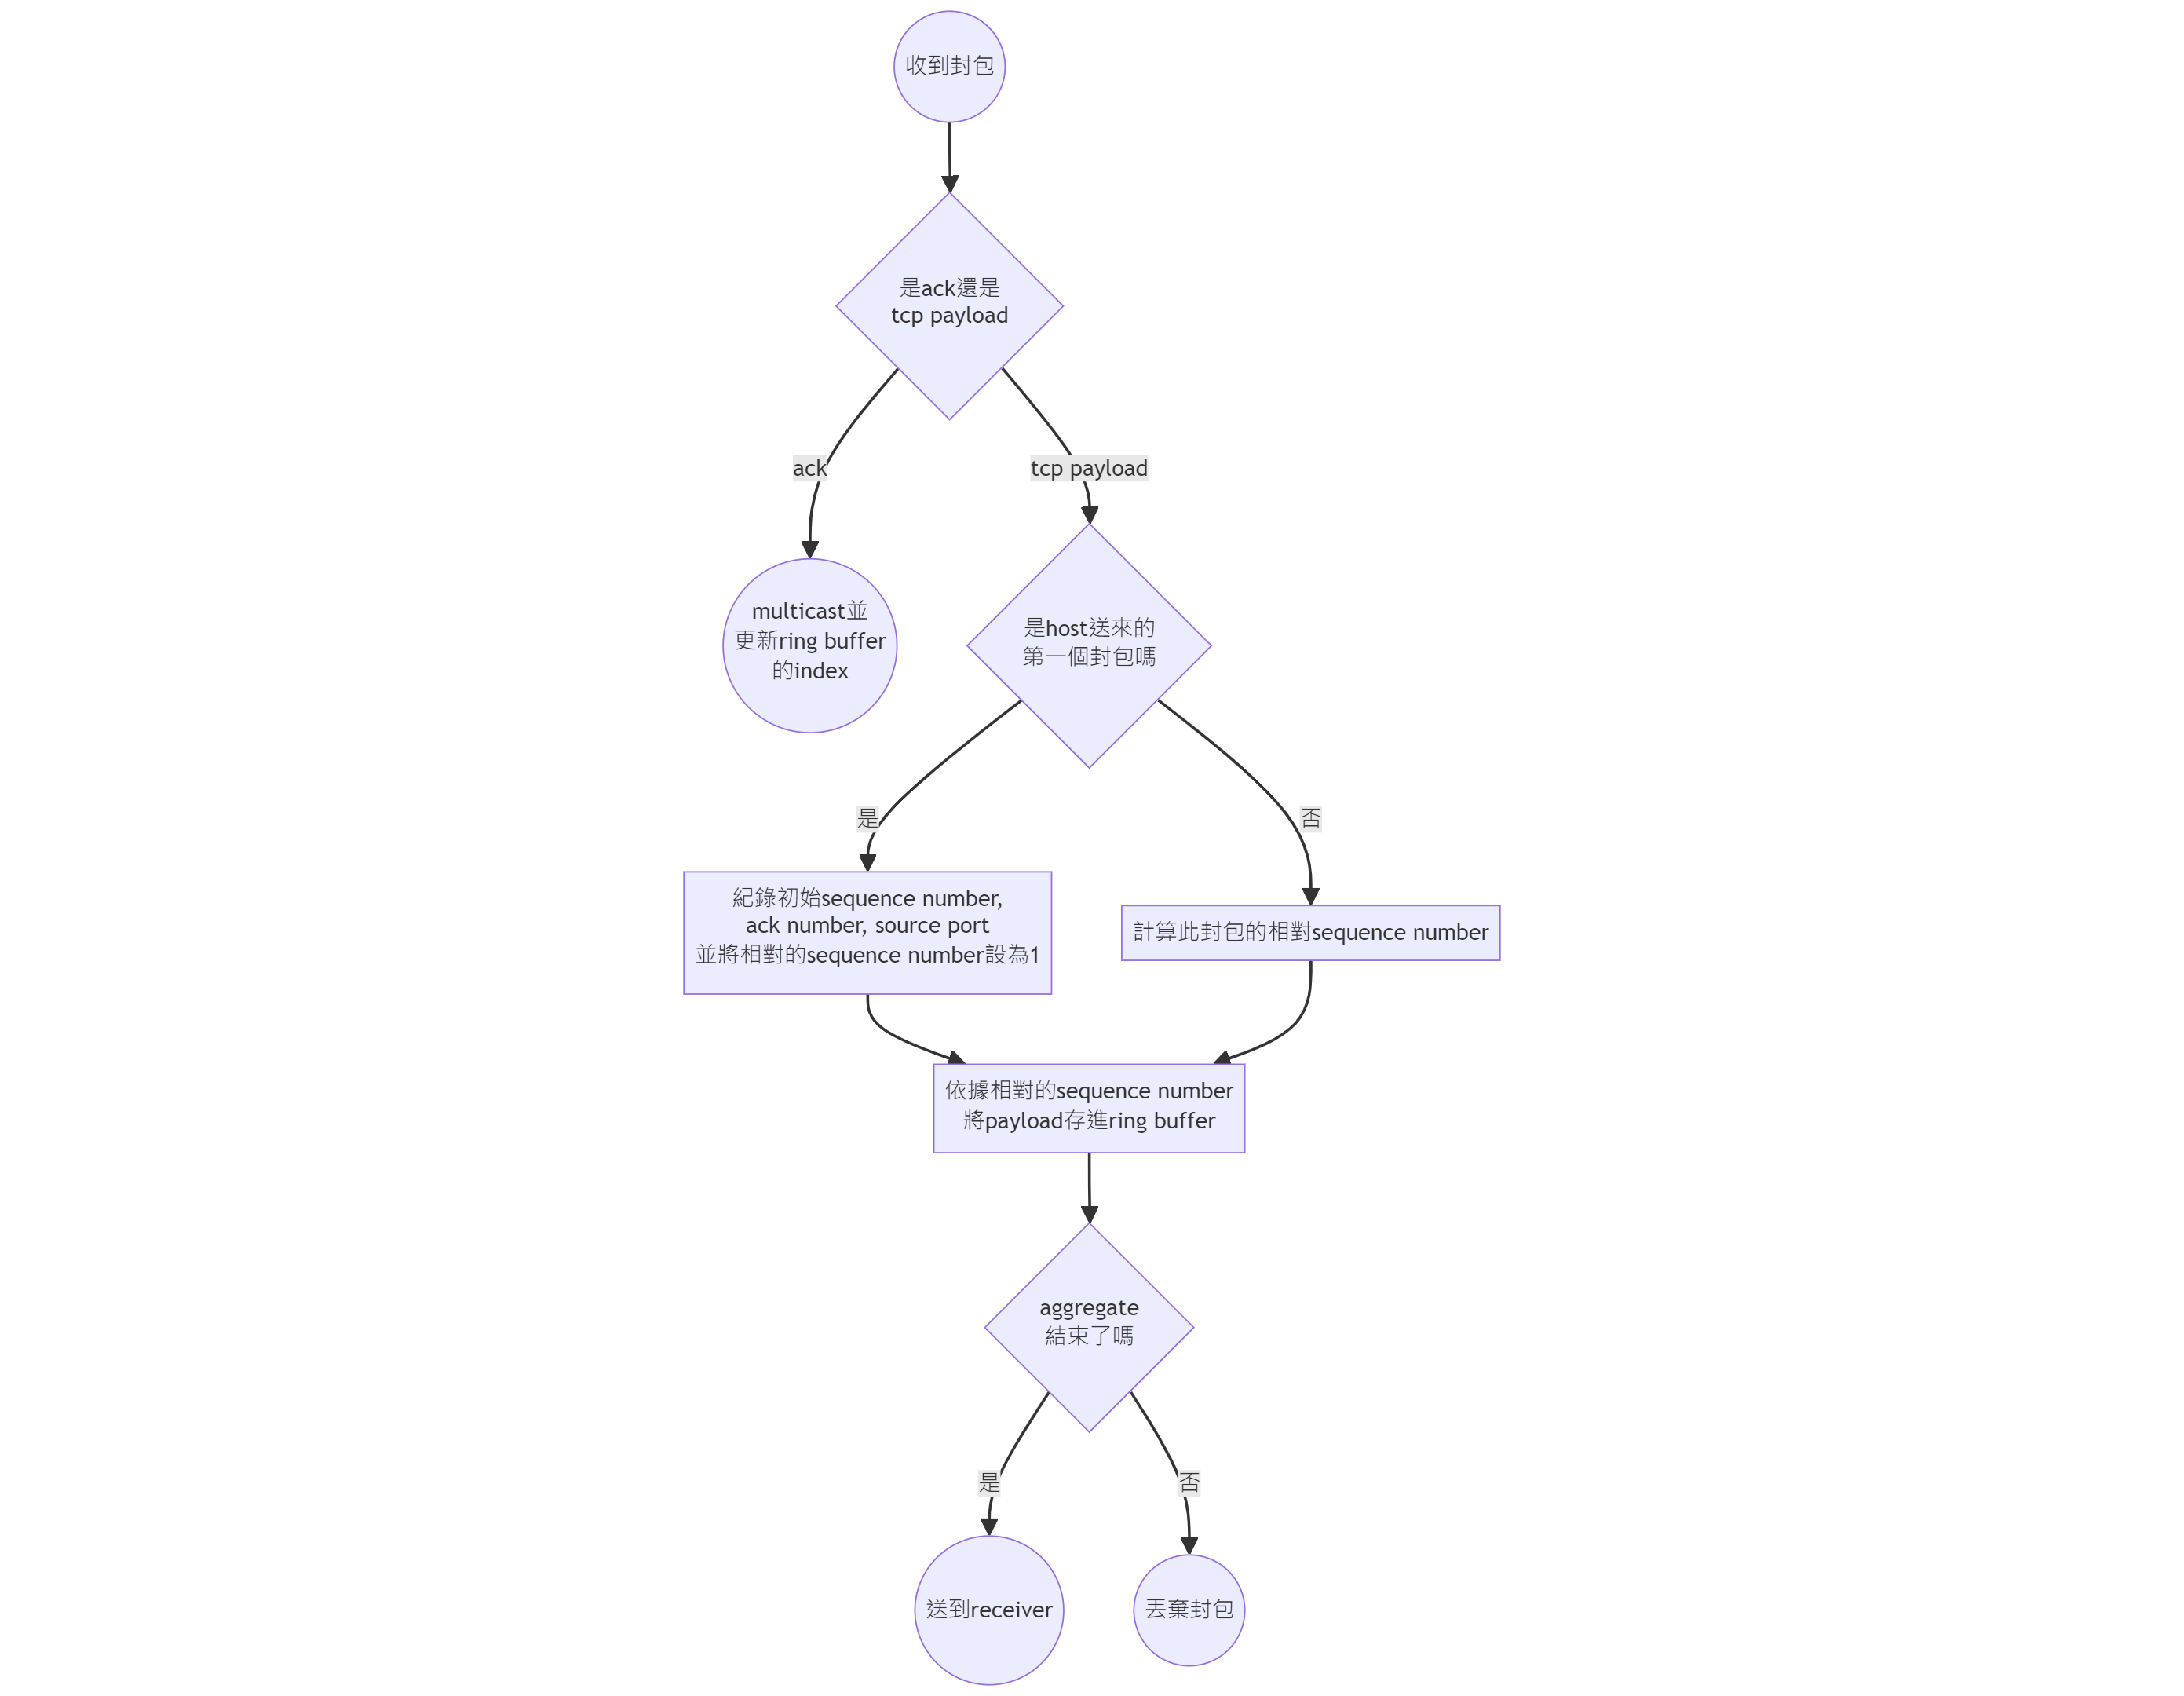 收到封包
是ack還是
tcp payload
ack
tcp payload
multicast並
更新ring buffer
的index
是host送來的
第一個封包嗎
是
否
紀錄初始sequence number,
ack number, source port
並將相對的sequence number設為1
計算此封包的相對sequence number
依據相對的sequence number
將payload存進ring buffer
aggregate
結束了嗎
是
否
送到receiver
丟棄封包